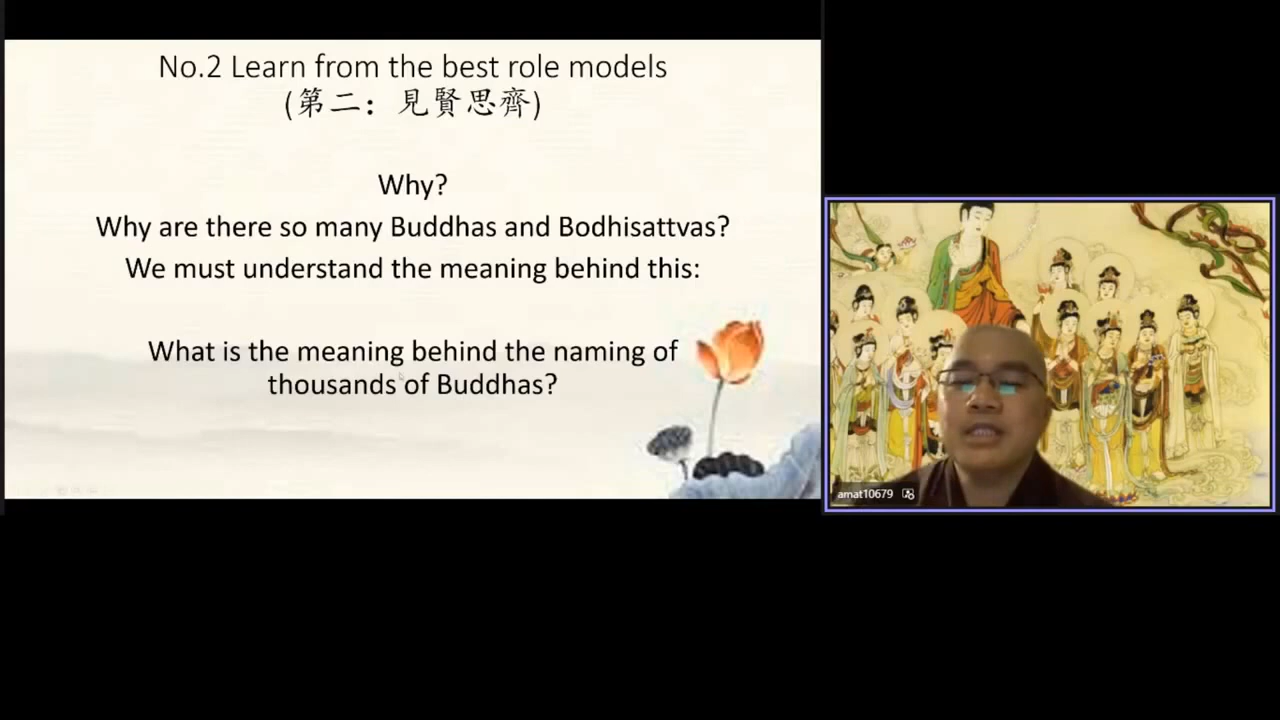 No.2 Learn from the best role models
(第二：見賢思齊)
Why?
Why are there so many Buddhas and Bodhisattvas?
We must understand the meaning behind this:
What is the meaning behind the naming of
thousands of Buddhas?
amat10679